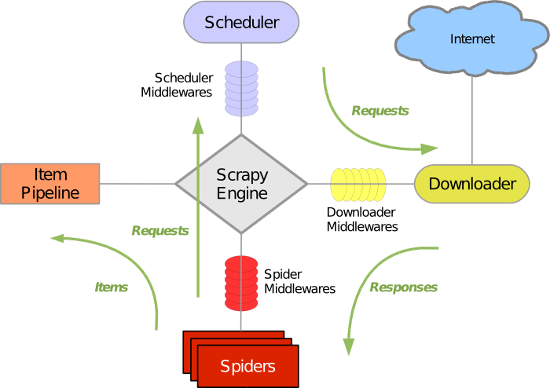 Scheduler
Internet
Scheduler
Middlewares
Requests
Item
Pipeline
Scrapy
Engine
Downloader
Downloader
Middlewares
Requests
Spider
Middlewares
Items
Responses
Spiders